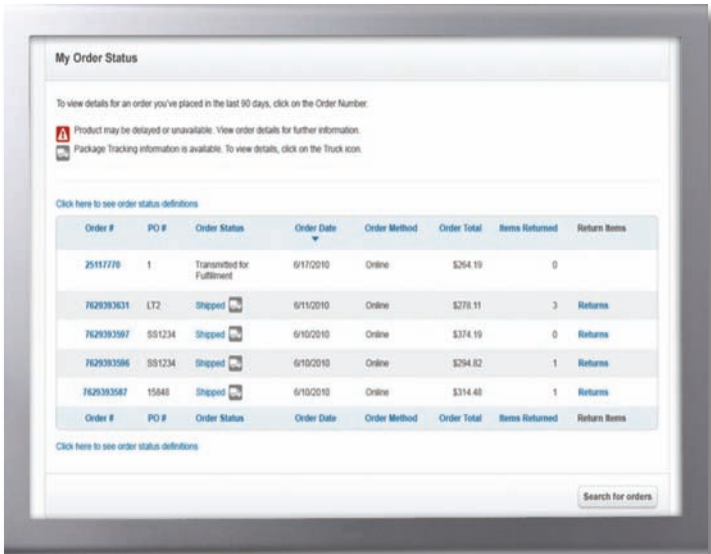 My Order Status
To view details for an order you've placed in the last 90 days, click on the Order Number.
Product may be delayed or unavailable. View order details for further information.
Package Tracking information is available. To view details, click on the Truck icon.
Click here to see order status definitions
Order # PO # Order Status Order Date Order Method Order Total Items Returned Return Items
25117770 1 Transmitted for Fulfillment 6/17/2010 Online $264.19 0
7629393631 LT2 Shipped 6/11/2010 Online $278.11 3 Returns
7629393597 SS1234 Shipped 6/10/2010 Online $374.19 0 Returns
7629393596 SS1234 Shipped 6/10/2010 Online $294.82 1 Returns
7629393587 15848 Shipped 6/10/2010 Online $314.48 1 Returns
Order # PO # Order Status Order Date Order Method Order Total Items Returned Return Items
Click here to see order status definitions
Search for orders